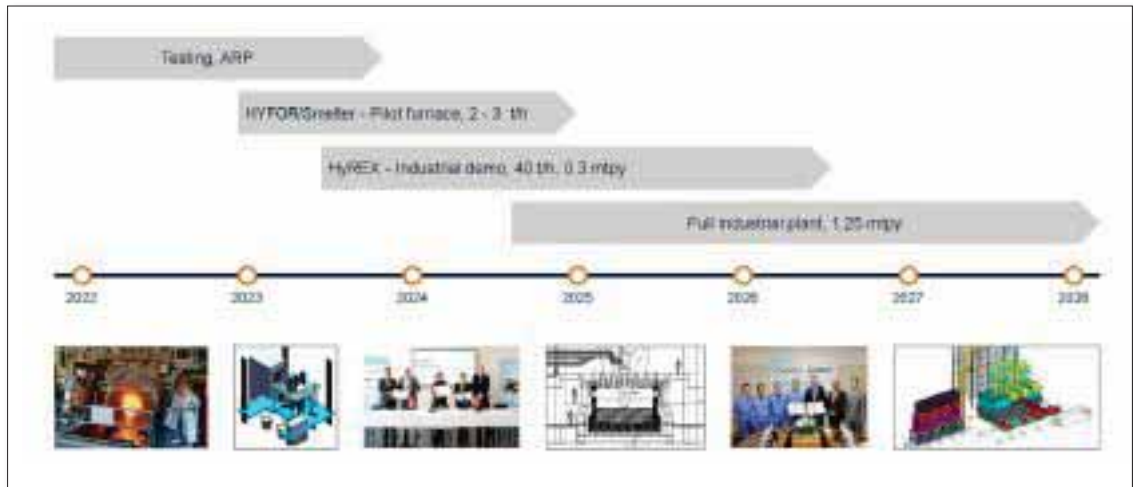 Testing, ARP
HYFOR/Smelter - Pilot furnace, 2 - 3 t/h
HyREX - Industrial demo, 40 t/h, 0.3 mtpy
Full industrial plant, 1.25 mtpy
2022
2023
2024
2025
2026
2027
2028